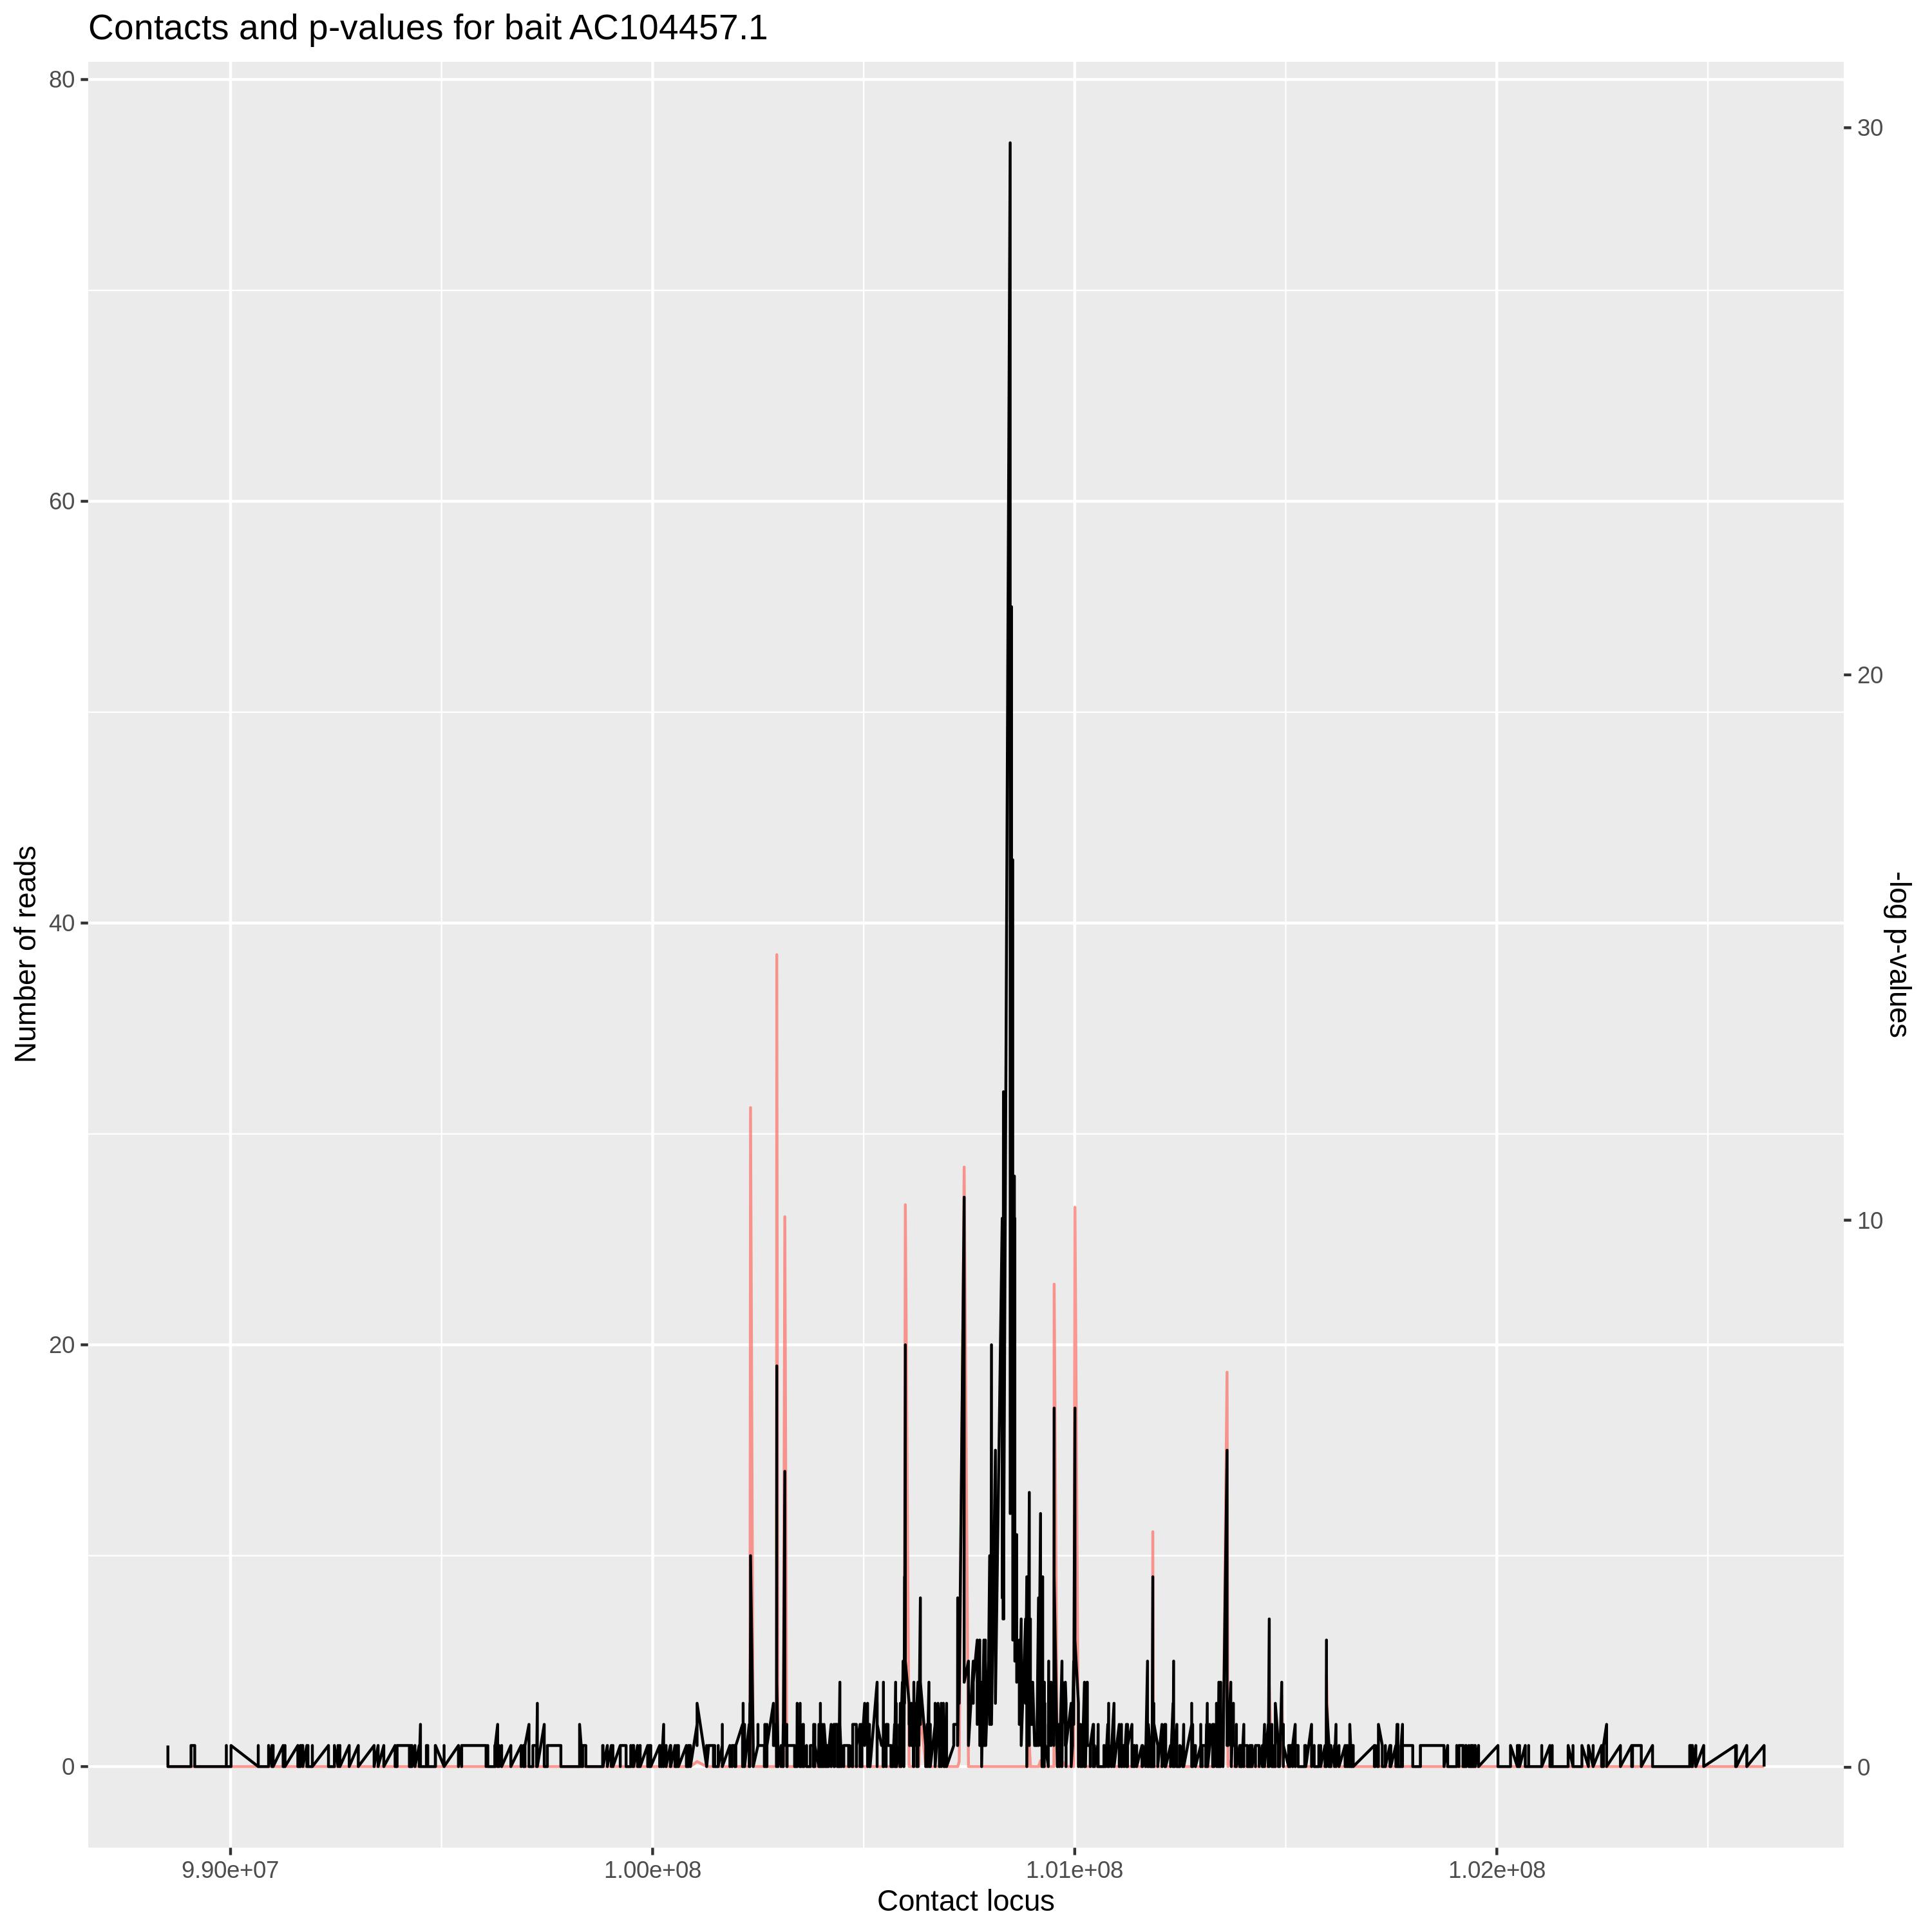 Contacts and p-values for bait AC104457.1
80
60
40
20
0
Number of reads
30
20
10
0
-log p-values
9.90e+07
1.00e+08
1.01e+08
1.02e+08
Contact locus